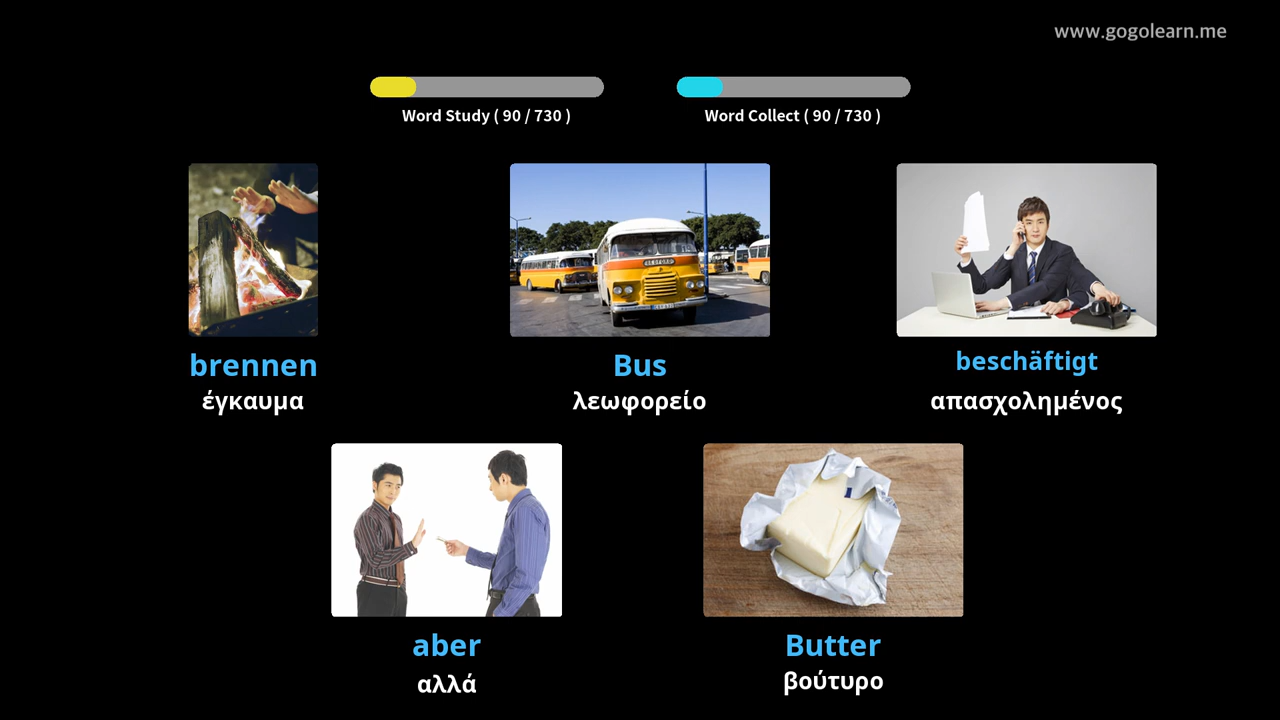 www.gogolearn.me
Word Study ( 90 / 730 )
Word Collect ( 90 / 730 )
brennen
έγκαυμα
Bus
λεωφορείο
beschäftigt
απασχολημένος
aber
αλλά
Butter
βούτυρο